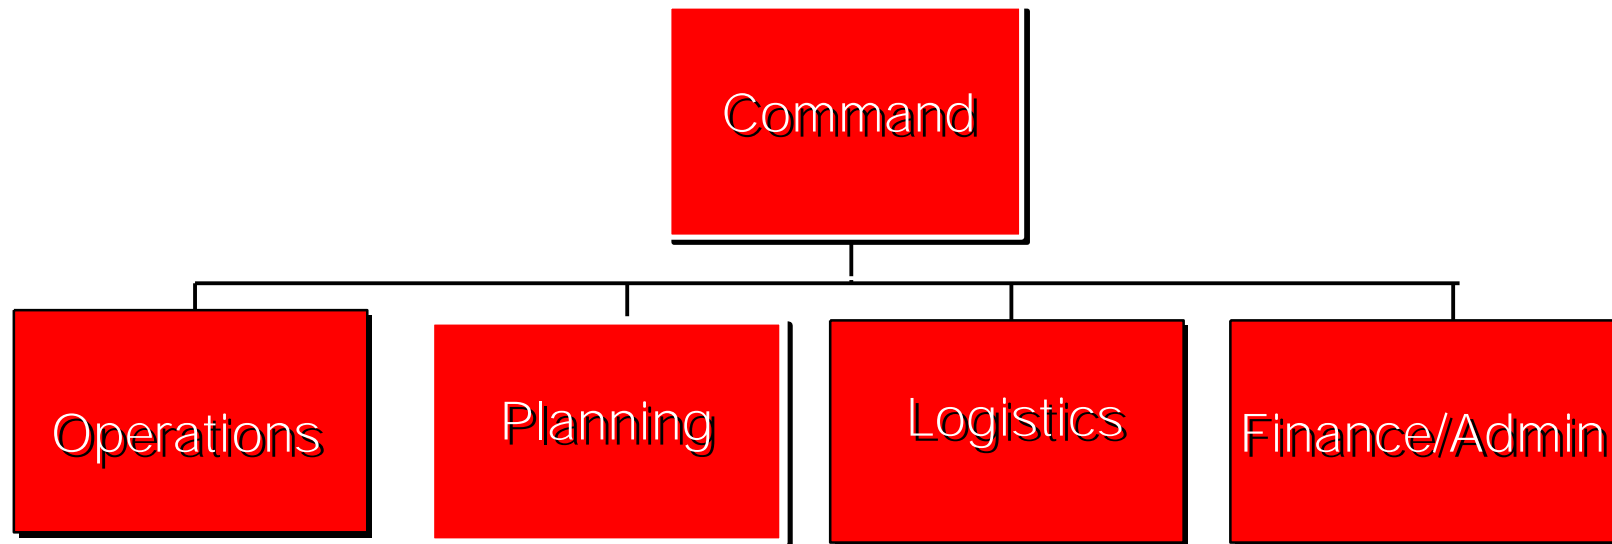 Command
Operations
Planning
Logistics
Finance/Admin